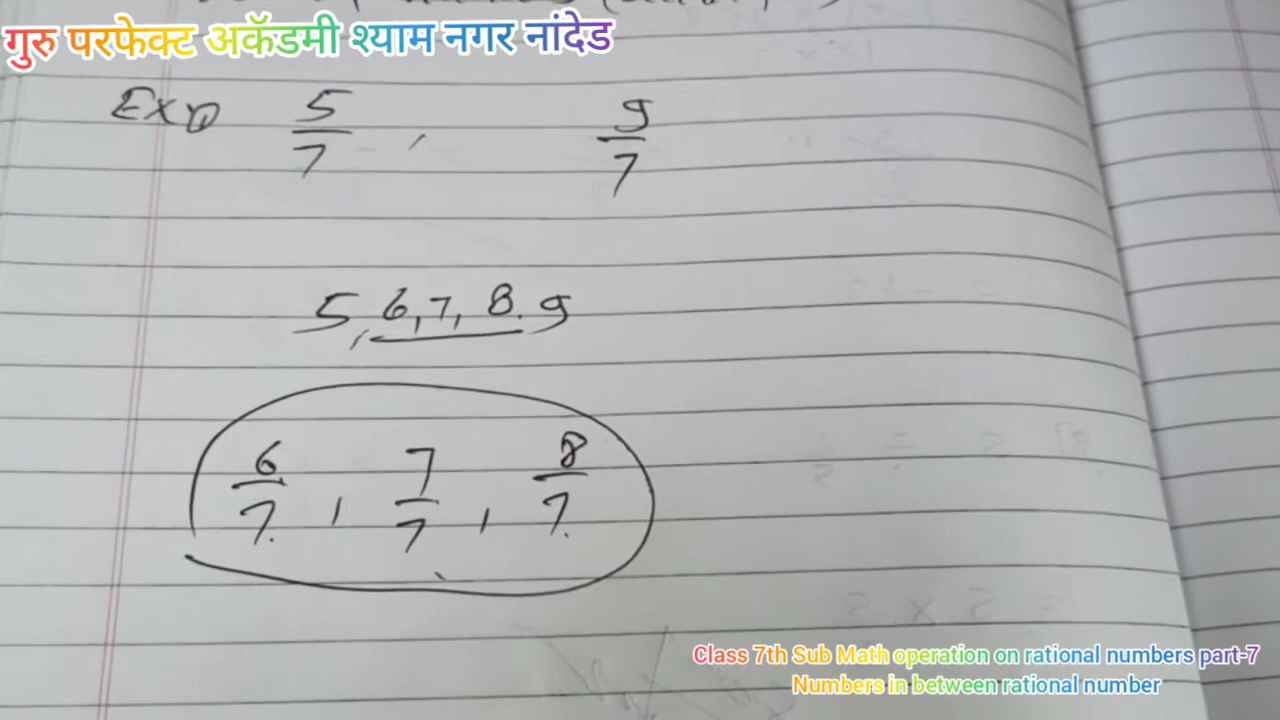 गुरु परफेक्ट अकॅडमी श्याम नगर नांदेड
Ex① 5/7 , 9/7
5, 6, 7, 8. 9
6/7 , 7/7 , 8/7
Class 7th Sub Math operation on rational numbers part-7
Numbers in between rational number